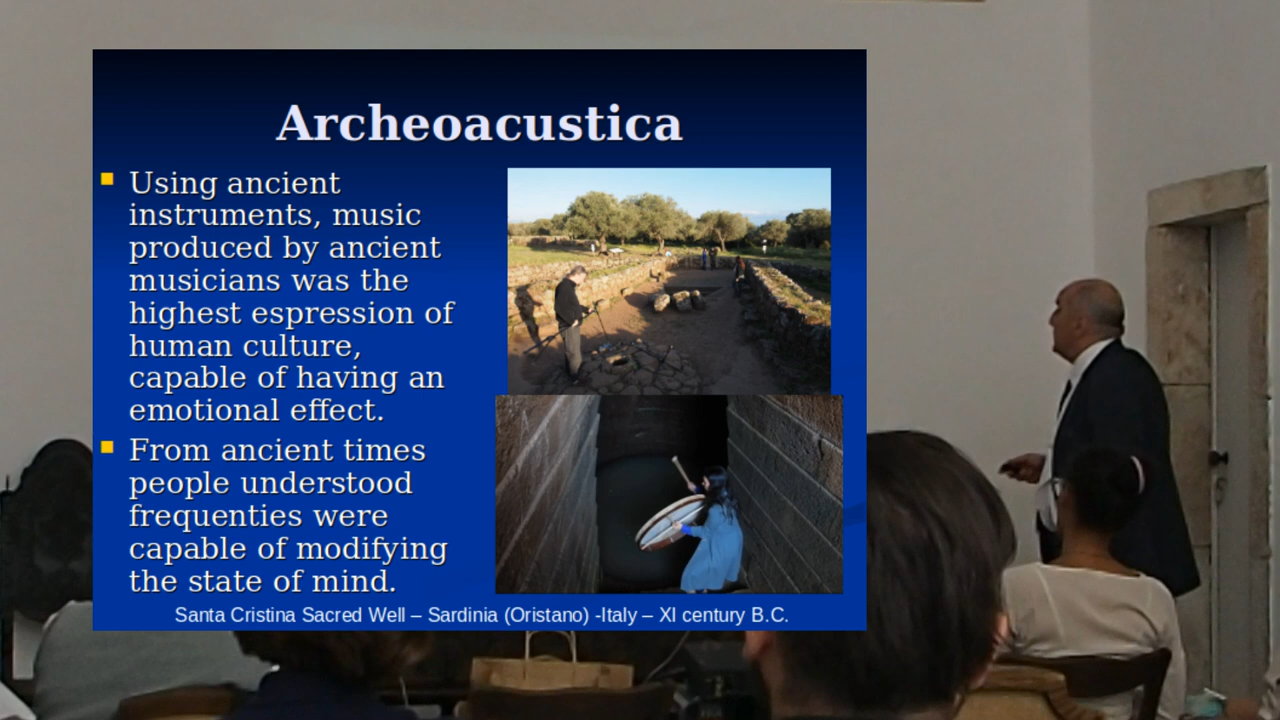 Archeoacustica
Using ancient
instruments, music
produced by ancient
musicians was the
highest espression of
human culture,
capable of having an
emotional effect.
From ancient times
people understood
frequenties were
capable of modifying
the state of mind.
Santa Cristina Sacred Well – Sardinia (Oristano) -Italy – XI century B.C.